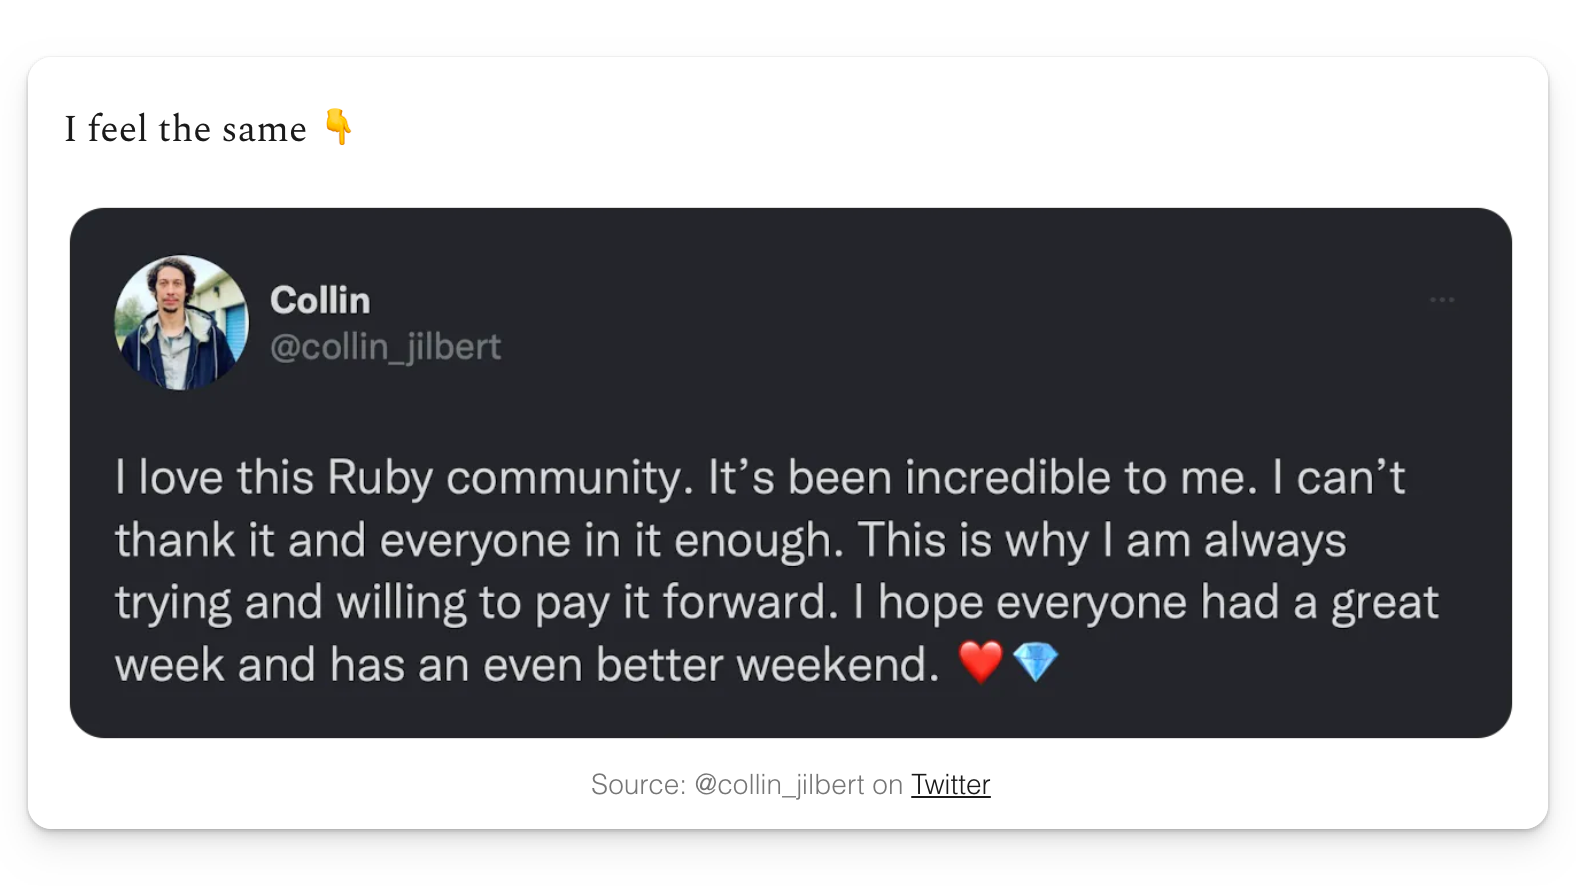 I feel the same 👇
Collin
@collin_jilbert
...
I love this Ruby community. It’s been incredible to me. I can’t
thank it and everyone in it enough. This is why I am always
trying and willing to pay it forward. I hope everyone had a great
week and has an even better weekend. ❤️💎
Source: @collin_jilbert on Twitter